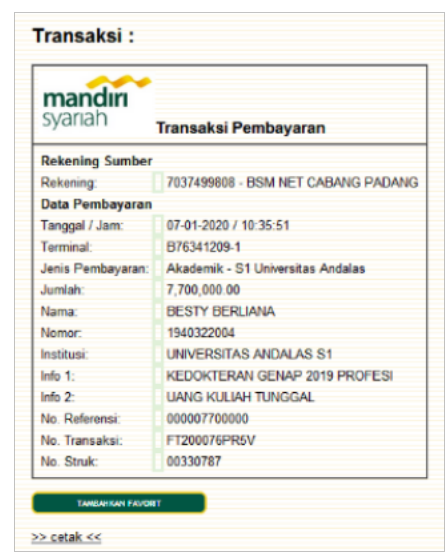 Transaksi :
mandiri
syariah
Transaksi Pembayaran
Rekening Sumber
Rekening: 7037499808 - BSM NET CABANG PADANG
Data Pembayaran
Tanggal / Jam: 07-01-2020 / 10:35:51
Terminal: B76341209-1
Jenis Pembayaran: Akademik - S1 Universitas Andalas
Jumlah: 7,700,000.00
Nama: BESTY BERLIANA
Nomor: 1940322004
Institusi: UNIVERSITAS ANDALAS S1
Info 1: KEDOKTERAN GENAP 2019 PROFESI
Info 2: UANG KULIAH TUNGGAL
No. Referensi: 000007700000
No. Transaksi: FT200076PR5V
No. Struk: 00330787
TAMBAHKAN FAVORIT
>> cetak <<